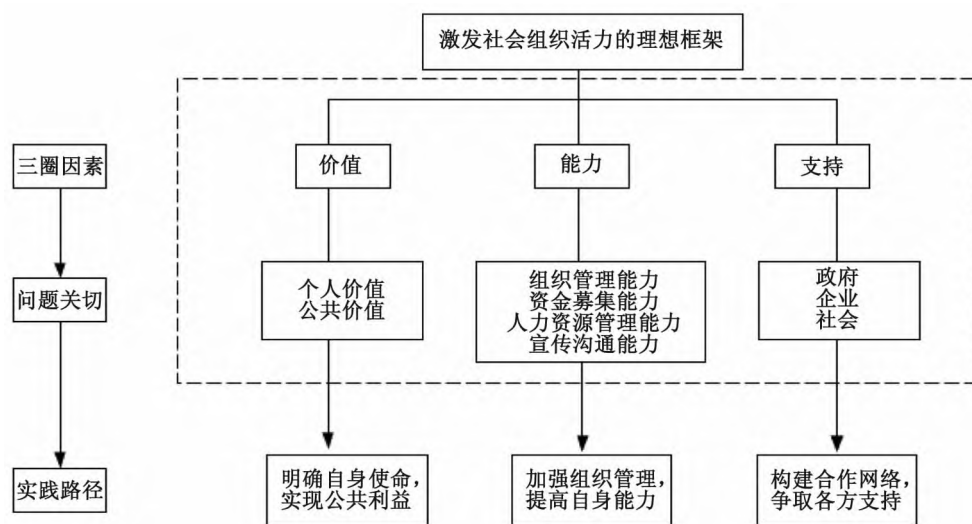 激发社会组织活力的理想框架
三圈因素
价值
能力
支持
问题关切
个人价值
公共价值
组织管理能力
资金募集能力
人力资源管理能力
宣传沟通能力
政府
企业
社会
实践路径
明确自身使命,
实现公共利益
加强组织管理,
提高自身能力
构建合作网络,
争取各方支持